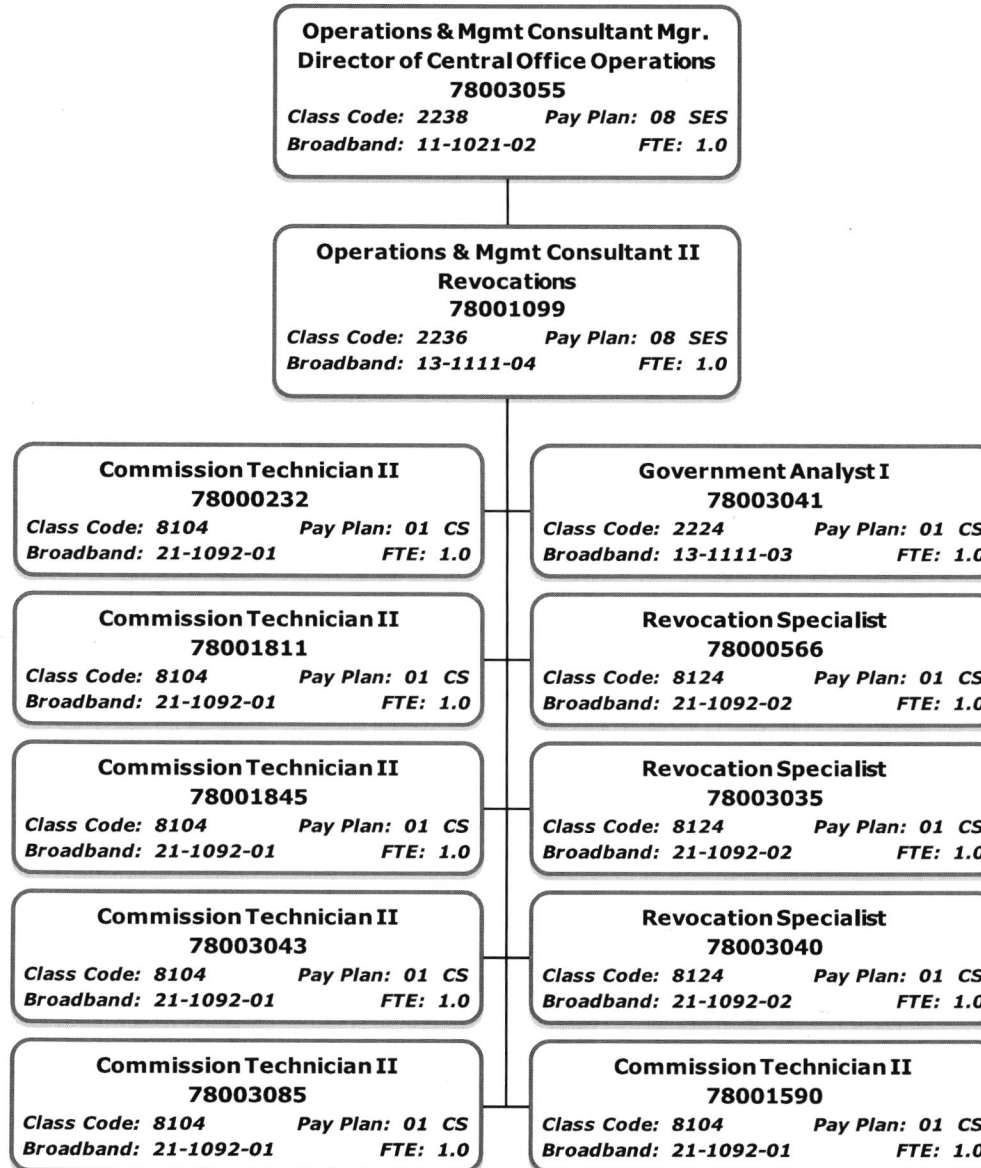 Operations & Mgmt Consultant Mgr.
Director of Central Office Operations
78003055
Class Code: 2238 Pay Plan: 08 SES
Broadband: 11-1021-02 FTE: 1.0
Operations & Mgmt Consultant II
Revocations
78001099
Class Code: 2236 Pay Plan: 08 SES
Broadband: 13-1111-04 FTE: 1.0
Commission Technician II
78000232
Class Code: 8104 Pay Plan: 01 CS
Broadband: 21-1092-01 FTE: 1.0
Government Analyst I
78003041
Class Code: 2224 Pay Plan: 01 CS
Broadband: 13-1111-03 FTE: 1.0
Commission Technician II
78001811
Class Code: 8104 Pay Plan: 01 CS
Broadband: 21-1092-01 FTE: 1.0
Revocation Specialist
78000566
Class Code: 8124 Pay Plan: 01 CS
Broadband: 21-1092-02 FTE: 1.0
Commission Technician II
78001845
Class Code: 8104 Pay Plan: 01 CS
Broadband: 21-1092-01 FTE: 1.0
Revocation Specialist
78003035
Class Code: 8124 Pay Plan: 01 CS
Broadband: 21-1092-02 FTE: 1.0
Commission Technician II
78003043
Class Code: 8104 Pay Plan: 01 CS
Broadband: 21-1092-01 FTE: 1.0
Revocation Specialist
78003040
Class Code: 8124 Pay Plan: 01 CS
Broadband: 21-1092-02 FTE: 1.0
Commission Technician II
78003085
Class Code: 8104 Pay Plan: 01 CS
Broadband: 21-1092-01 FTE: 1.0
Commission Technician II
78001590
Class Code: 8104 Pay Plan: 01 CS
Broadband: 21-1092-01 FTE: 1.0